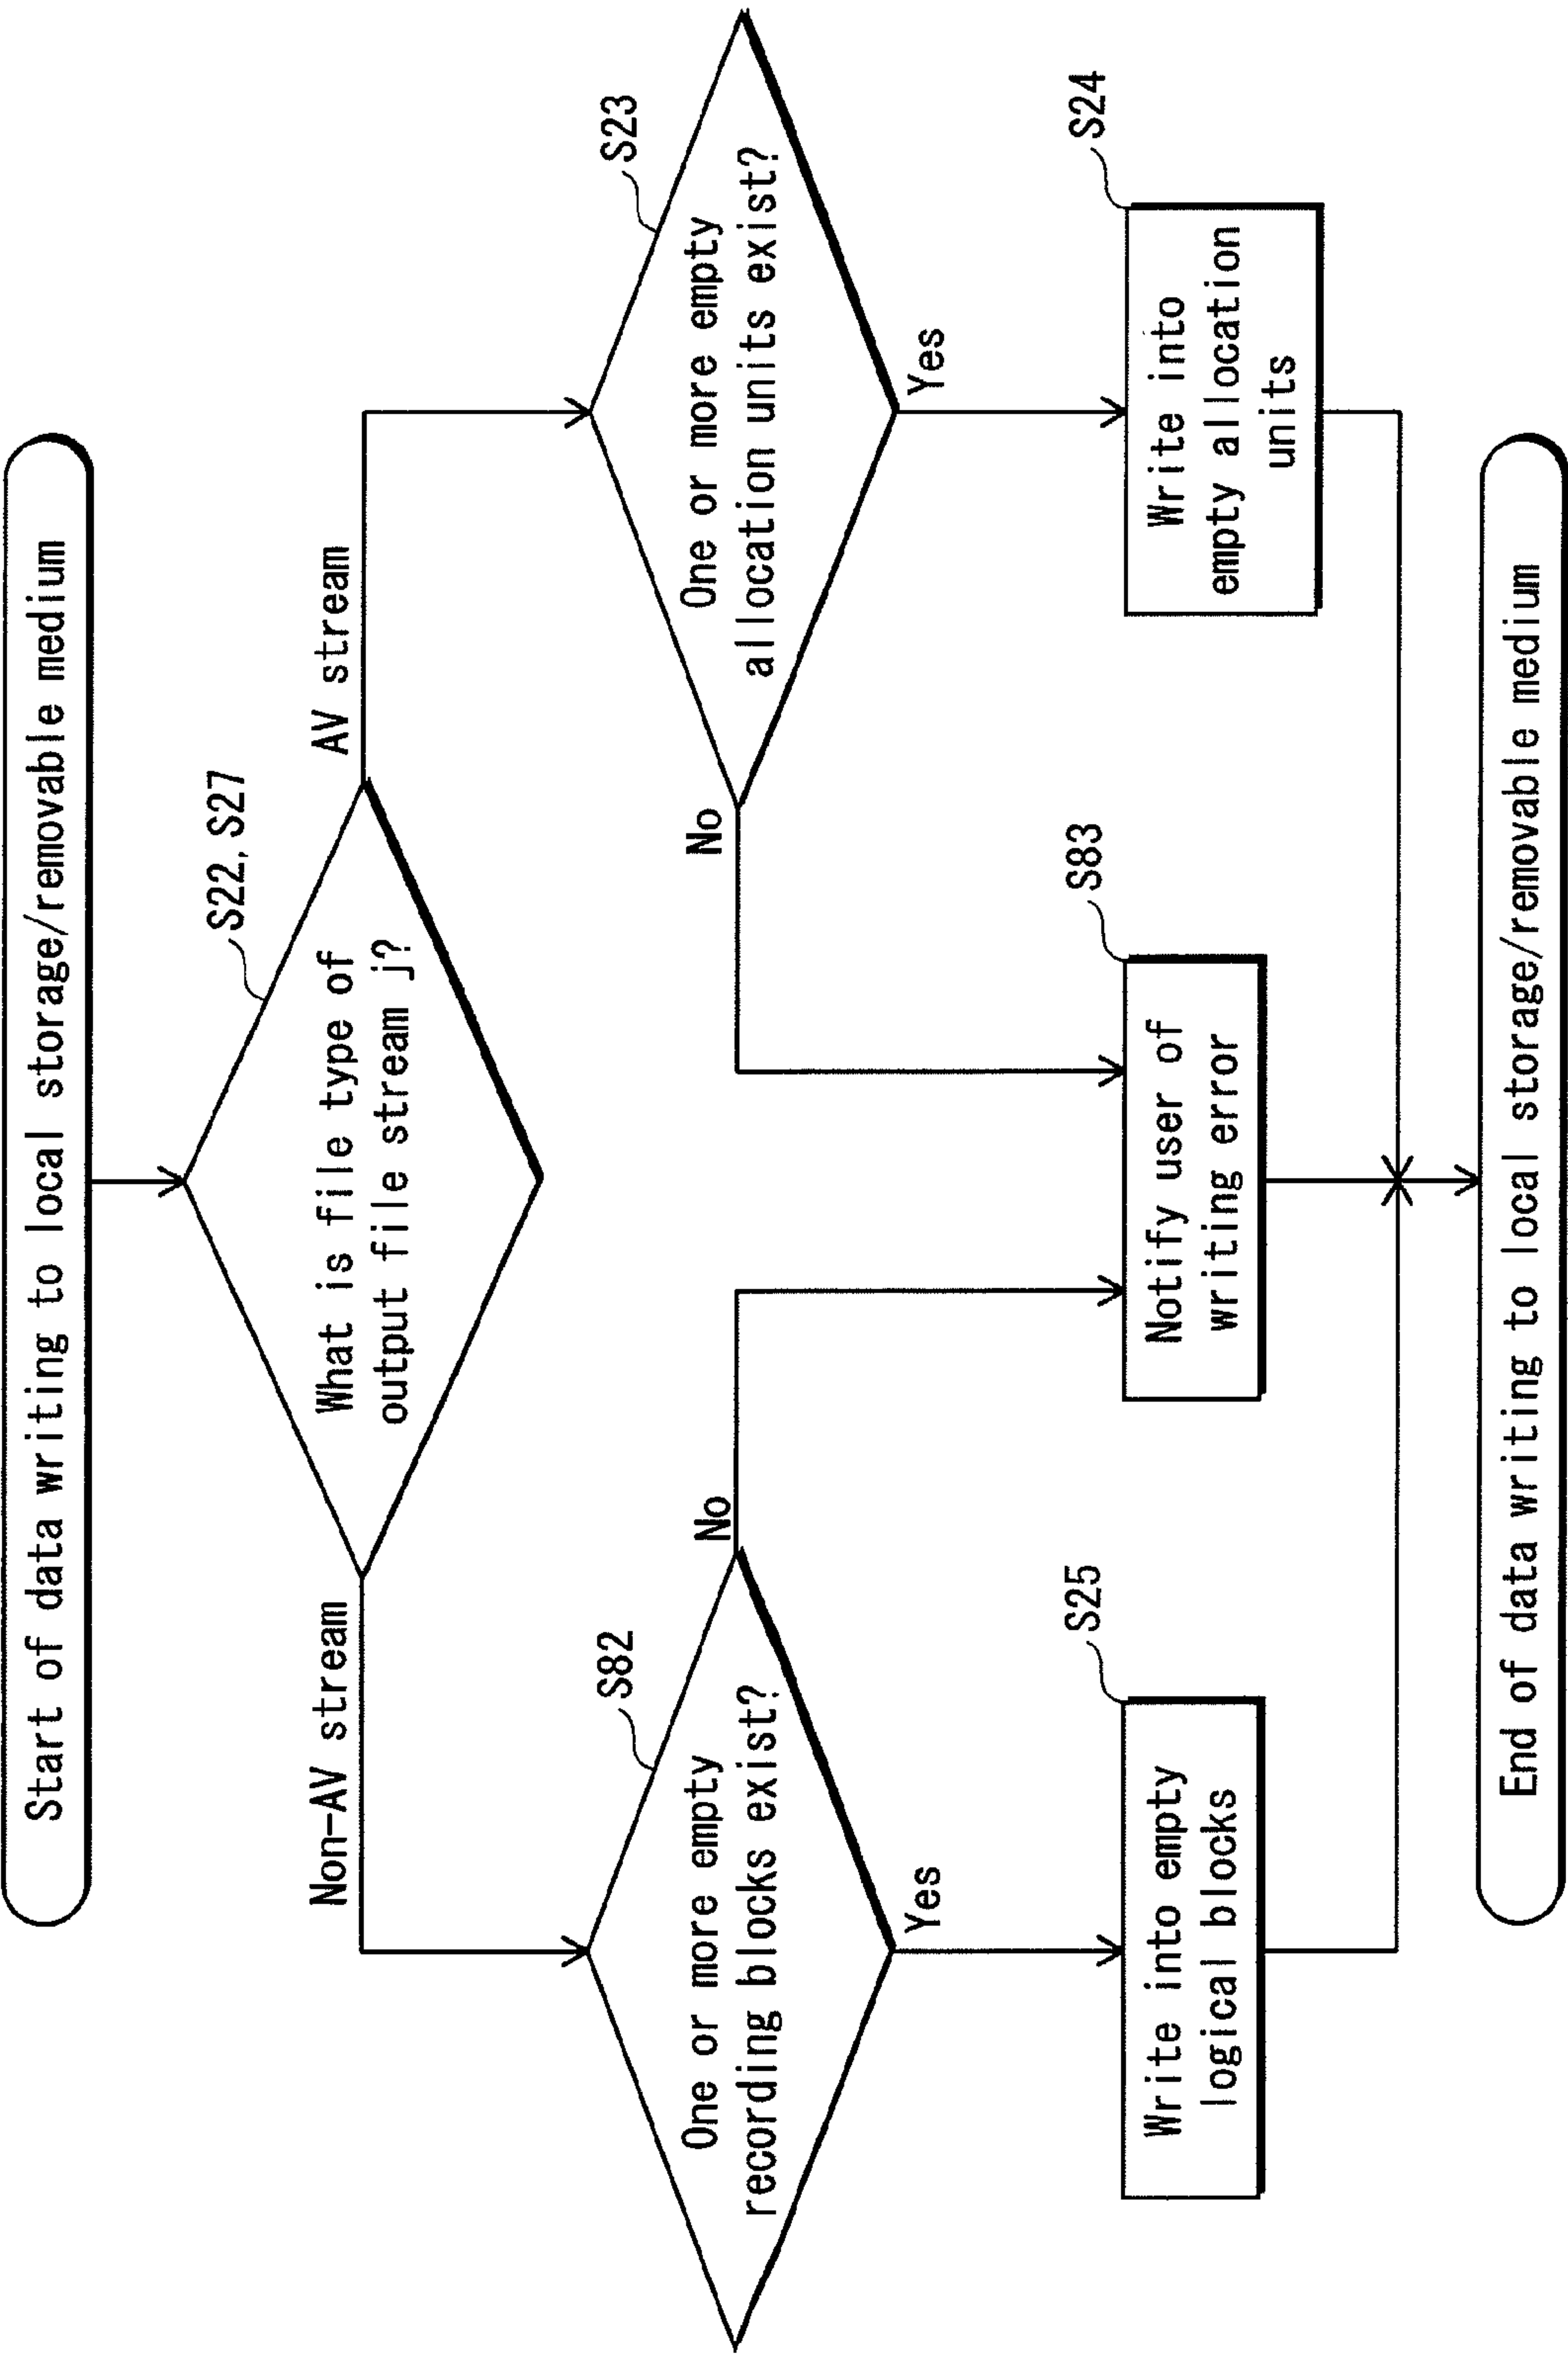 Start of data writing to local storage/removable medium
S22, S27
What is file type of
output file stream j?
Non-AV stream
AV stream
S82
One or more empty
recording blocks exist?
No
Yes
S23
One or more empty
allocation units exist?
No
Yes
S25
Write into empty
logical blocks
S83
Notify user of
writing error
S24
Write into
empty allocation
units
End of data writing to local storage/removable medium